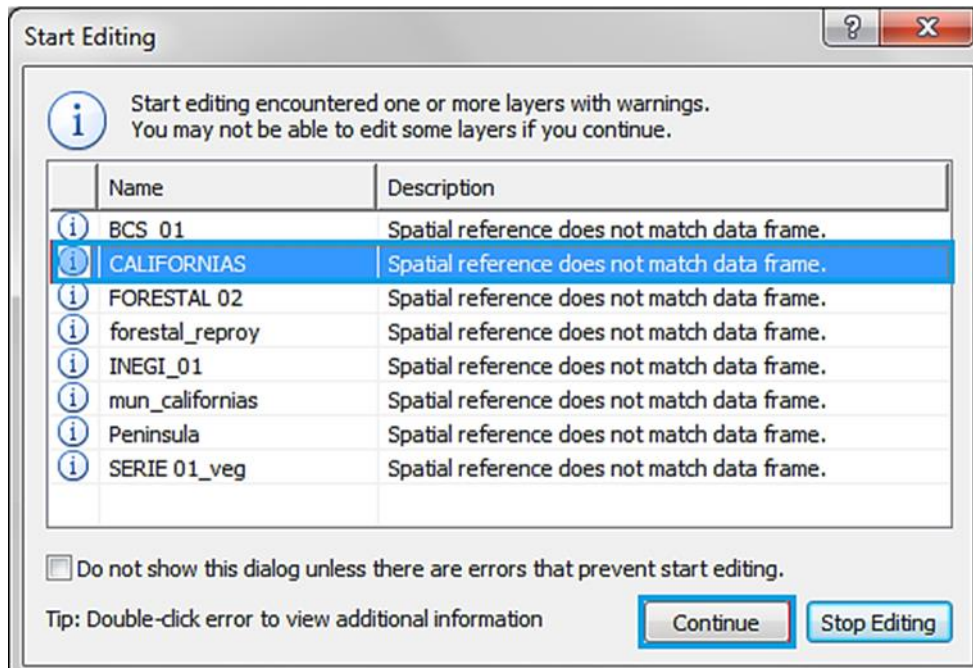 Start Editing
Start editing encountered one or more layers with warnings.
You may not be able to edit some layers if you continue.
Name Description
BCS_01 Spatial reference does not match data frame.
CALIFORNIAS Spatial reference does not match data frame.
FORESTAL 02 Spatial reference does not match data frame.
forestal_reproy Spatial reference does not match data frame.
INEGI_01 Spatial reference does not match data frame.
mun_californias Spatial reference does not match data frame.
Peninsula Spatial reference does not match data frame.
SERIE 01_veg Spatial reference does not match data frame.
Do not show this dialog unless there are errors that prevent start editing.
Tip: Double-click error to view additional information Continue Stop Editing